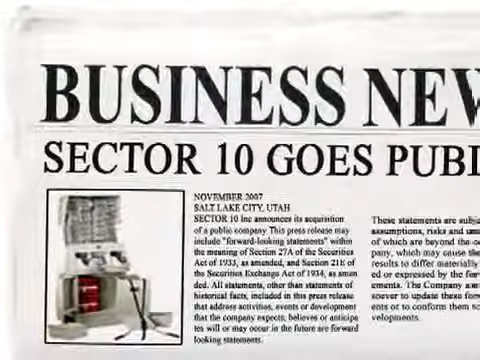 BUSINESS NEW
SECTOR 10 GOES PUBL
NOVEMBER 2007
SALT LAKE CITY, UTAH
SECTOR 10 Inc announces its acquisition
of a public company This press release may
include "forward-looking statements" within
the meaning of Section 27A of the Securities
Act of 1933, as amended, and Section 21E of
the Securities Exchange Act of 1934, as amen
ded. All statements, other than statements of
historical facts, included in this press release
that address activities, events or development
that the company expects, believes or anticipa
tes will or may occur in the future are forward
looking statements.
These statements are subje
assumptions, risks and un
of which are beyond the
pany, which may cause the
results to differ materially
ed or expressed by the for
ements. The Company
soever to update these
ents or to conform them
velopments.